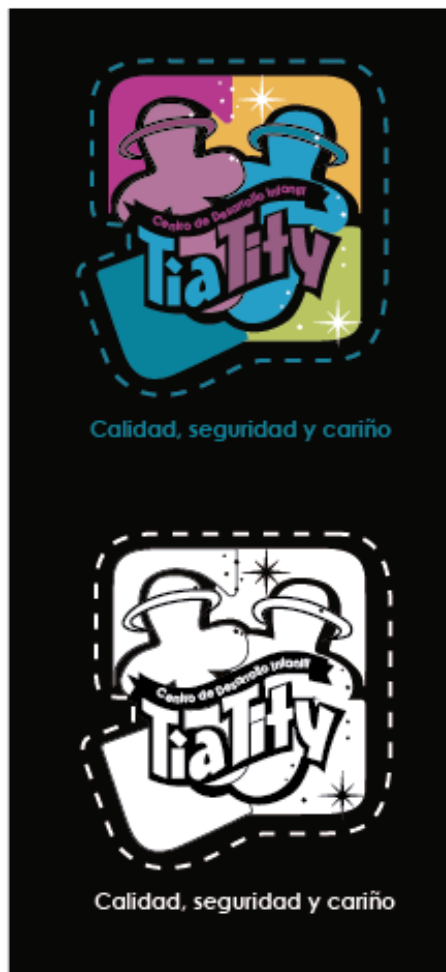 Centro de Desarrollo Infantil
TiaTity
Calidad, seguridad y cariño
Centro de Desarrollo Infantil
TiaTity
Calidad, seguridad y cariño